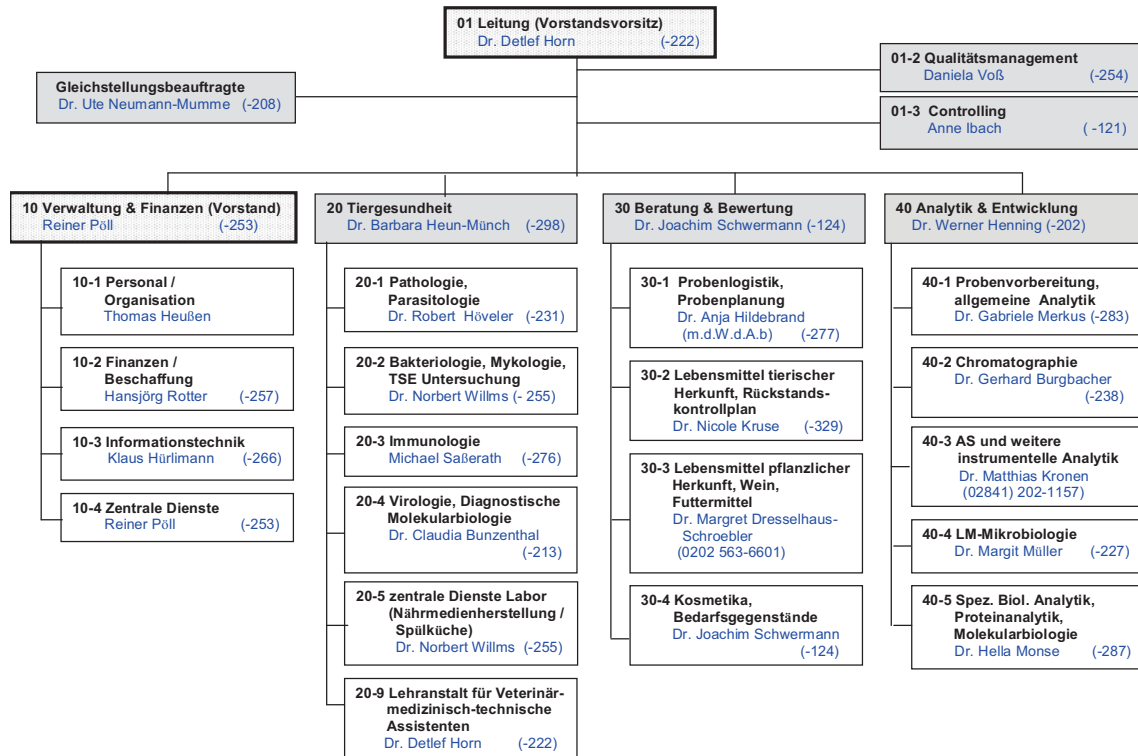 01 Leitung (Vorstandsvorsitz)
Dr. Detlef Horn (-222)
01-2 Qualitätsmanagement
Daniela Voß (-254)
Gleichstellungsbeauftragte
Dr. Ute Neumann-Mumme (-208)
01-3 Controlling
Anne Ibach ( -121)
10 Verwaltung & Finanzen (Vorstand)
Reiner Pöll (-253)
10-1 Personal /
Organisation
Thomas Heußen
10-2 Finanzen /
Beschaffung
Hansjörg Rotter (-257)
10-3 Informationstechnik
Klaus Hürlimann (-266)
10-4 Zentrale Dienste
Reiner Pöll (-253)
20 Tiergesundheit
Dr. Barbara Heun-Münch (-298)
20-1 Pathologie,
Parasitologie
Dr. Robert Höveler (-231)
20-2 Bakteriologie, Mykologie,
TSE Untersuchung
Dr. Norbert Willms (- 255)
20-3 Immunologie
Michael Saßerath (-276)
20-4 Virologie, Diagnostische
Molekularbiologie
Dr. Claudia Bunzenthal
(-213)
20-5 zentrale Dienste Labor
(Nährmedienherstellung /
Spülküche)
Dr. Norbert Willms (-255)
20-9 Lehranstalt für Veterinär-
medizinisch-technische
Assistenten
Dr. Detlef Horn (-222)
30 Beratung & Bewertung
Dr. Joachim Schwermann (-124)
30-1 Probenlogistik,
Probenplanung
Dr. Anja Hildebrand
(m.d.W.d.A.b) (-277)
30-2 Lebensmittel tierischer
Herkunft, Rückstands-
kontrollplan
Dr. Nicole Kruse (-329)
30-3 Lebensmittel pflanzlicher
Herkunft, Wein,
Futtermittel
Dr. Margret Dresselhaus-
Schroebler
(0202 563-6601)
30-4 Kosmetika,
Bedarfsgegenstände
Dr. Joachim Schwermann
(-124)
40 Analytik & Entwicklung
Dr. Werner Henning (-202)
40-1 Probenvorbereitung,
allgemeine Analytik
Dr. Gabriele Merkus (-283)
40-2 Chromatographie
Dr. Gerhard Burgbacher
(-238)
40-3 AS und weitere
instrumentelle Analytik
Dr. Matthias Kronen
(02841) 202-1157)
40-4 LM-Mikrobiologie
Dr. Margit Müller (-227)
40-5 Spez. Biol. Analytik,
Proteinanalytik,
Molekularbiologie
Dr. Hella Monse (-287)